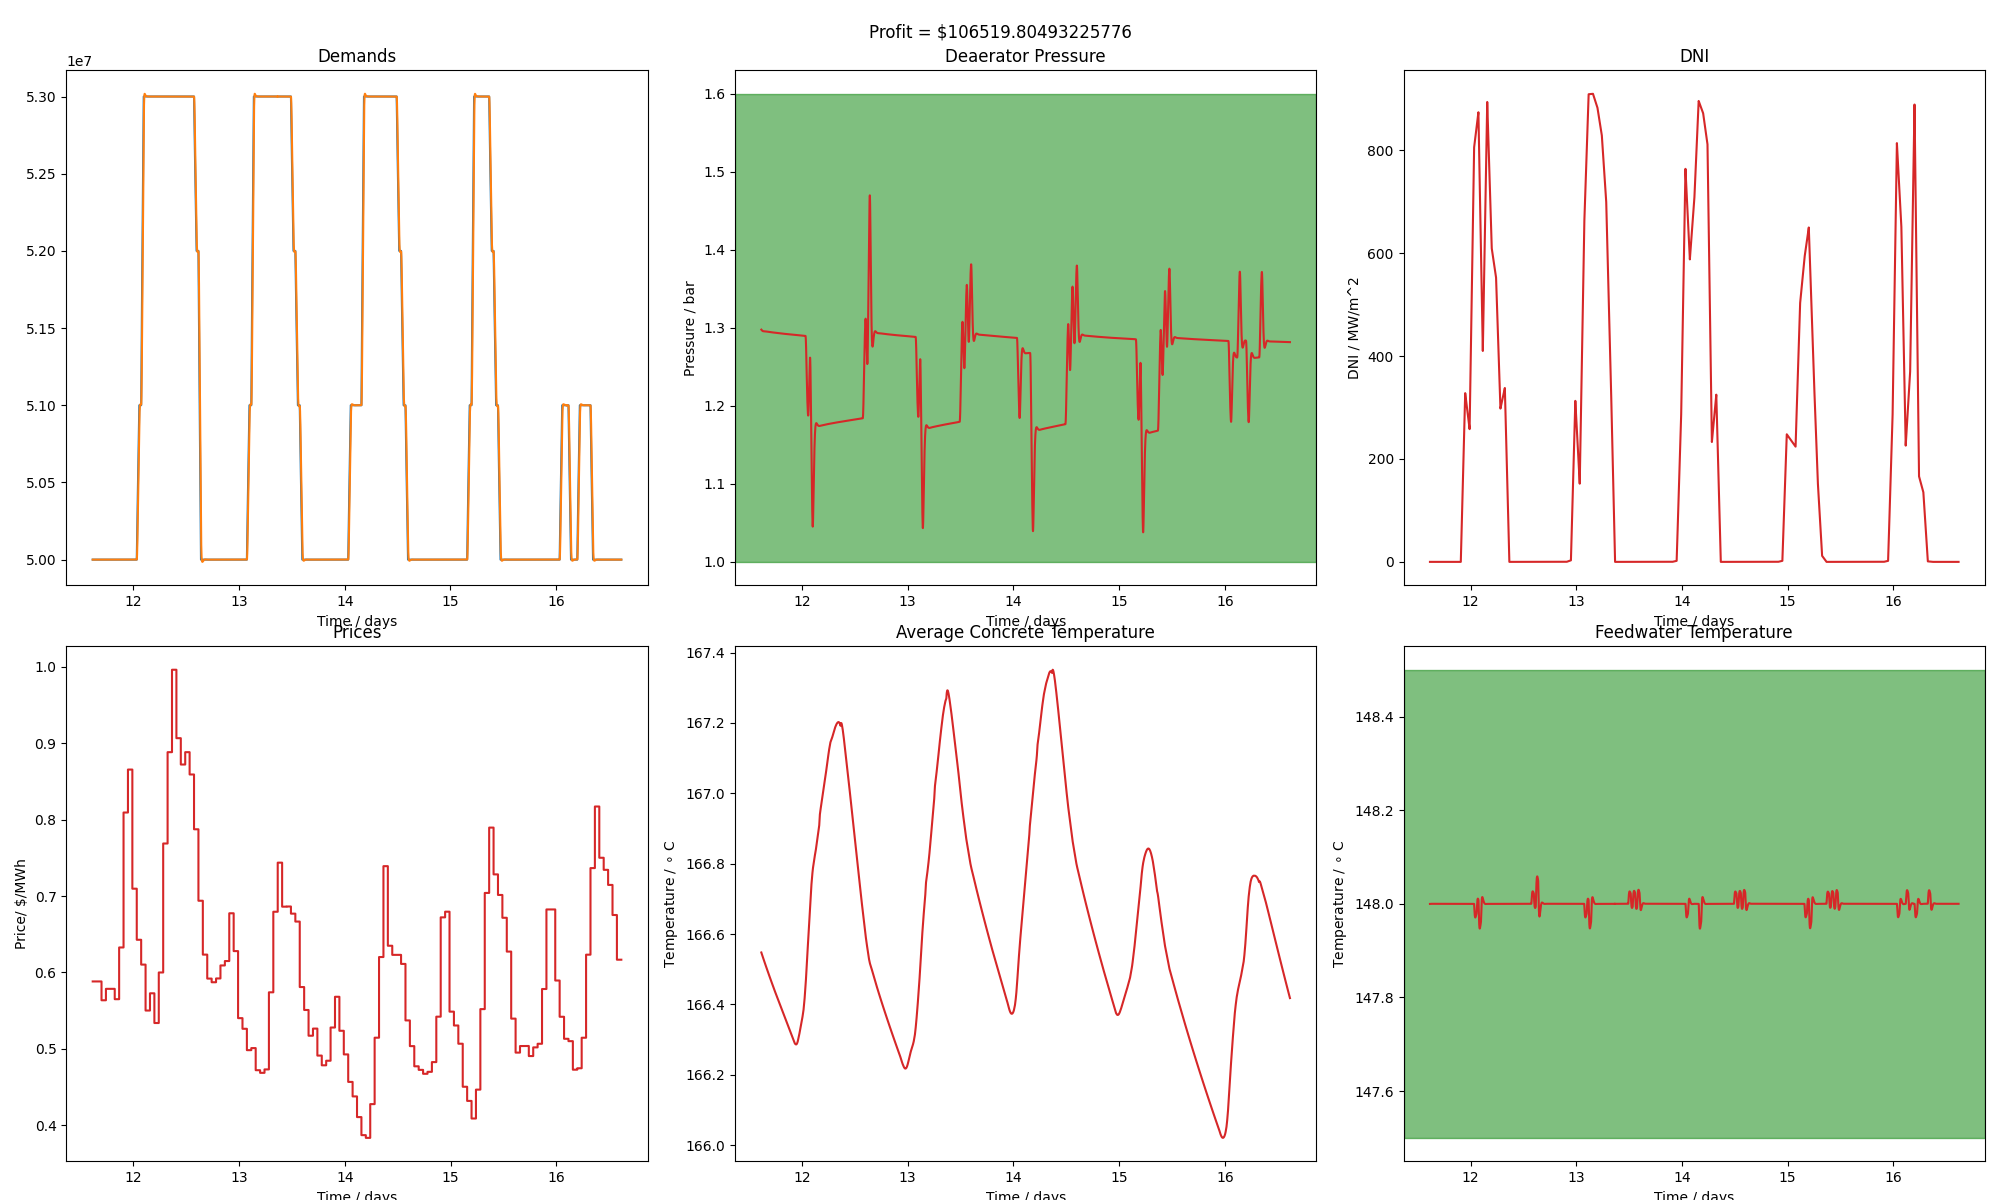 Profit = $106519.80493225776
Demands
1e7
5.30
5.25
5.20
5.15
5.10
5.05
5.00
12 13 14 15 16
Time / days
Deaerator Pressure
Pressure / bar
1.6
1.5
1.4
1.3
1.2
1.1
1.0
12 13 14 15 16
Time / days
DNI
DNI / MW/m^2
800
600
400
200
0
12 13 14 15 16
Time / days
Prices
Price/ $/MWh
1.0
0.9
0.8
0.7
0.6
0.5
0.4
12 13 14 15 16
Time / days
Average Concrete Temperature
Temperature / ∘ C
167.4
167.2
167.0
166.8
166.6
166.4
166.2
166.0
12 13 14 15 16
Time / days
Feedwater Temperature
Temperature / ∘ C
148.4
148.2
148.0
147.8
147.6
12 13 14 15 16
Time / days